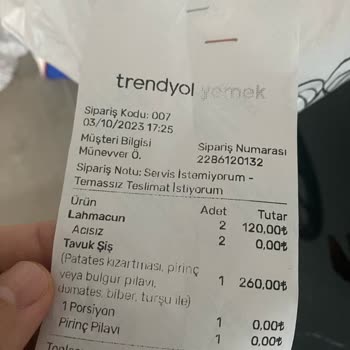 trendyol yemek
Sipariş Kodu: 007
03/10/2023 17:25
Müşteri Bilgisi
Münevver Ö.
Sipariş Numarası
2286120132
Sipariş Notu: Servis İstemiyorum -
Temassız Teslimat İstiyorum
Ürün Adet Tutar
Lahmacun 2 120,00₺
Acısız 2 0,00₺
Tavuk Şiş
(Patates kızartması, pirinç
veya bulgur pilavı, 1 260,00₺
domates, biber, turşu ile)
1 Porsiyon 1 0,00₺
Pirinç Pilavı 1 0,00₺